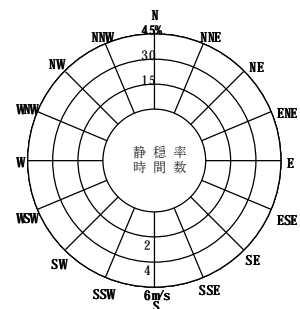 N
45%
NNW NNE
30
NW NE
15
WNW ENE
静穏率
時間数
W E
WSW ESE
2
SW SE
4
SSW SSE
6m/s
S